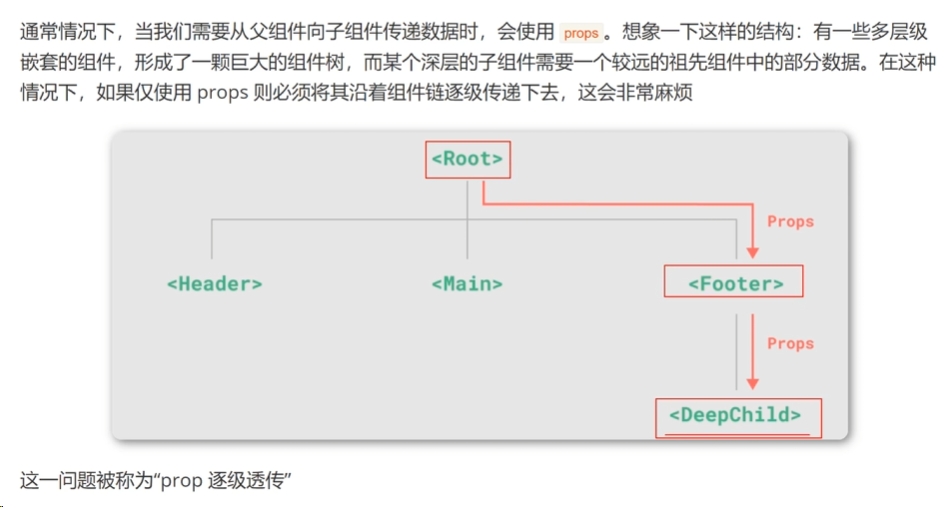 通常情况下，当我们需要从父组件向子组件传递数据时，会使用 props 。想象一下这样的结构：有一些多层级
嵌套的组件，形成了一颗巨大的组件树，而某个深层的子组件需要一个较远的祖先组件中的部分数据。在这种
情况下，如果仅使用 props 则必须将其沿着组件链逐级传递下去，这会非常麻烦
<Root>
Props
<Header>
<Main>
<Footer>
Props
<DeepChild>
这一问题被称为“prop 逐级透传”